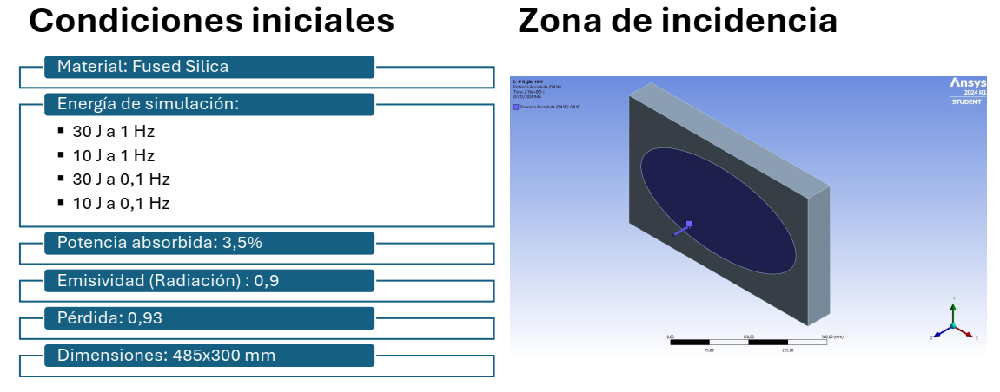 Condiciones iniciales
Material: Fused Silica
Energía de simulación:
▪ 30 J a 1 Hz
▪ 10 J a 1 Hz
▪ 30 J a 0,1 Hz
▪ 10 J a 0,1 Hz
Potencia absorbida: 3,5%
Emisividad (Radiación) : 0,9
Pérdida: 0,93
Dimensiones: 485x300 mm
Zona de incidencia
E: 1ª Rejilla 10W
Potencia Absorbida (0.4 W)
Potencia Absorbida (0.4 W): 0,4 W
Ansys
2024 R1
STUDENT
0,00
150,00
300,00 (mm)
75,00
225,00
Y
Z
X